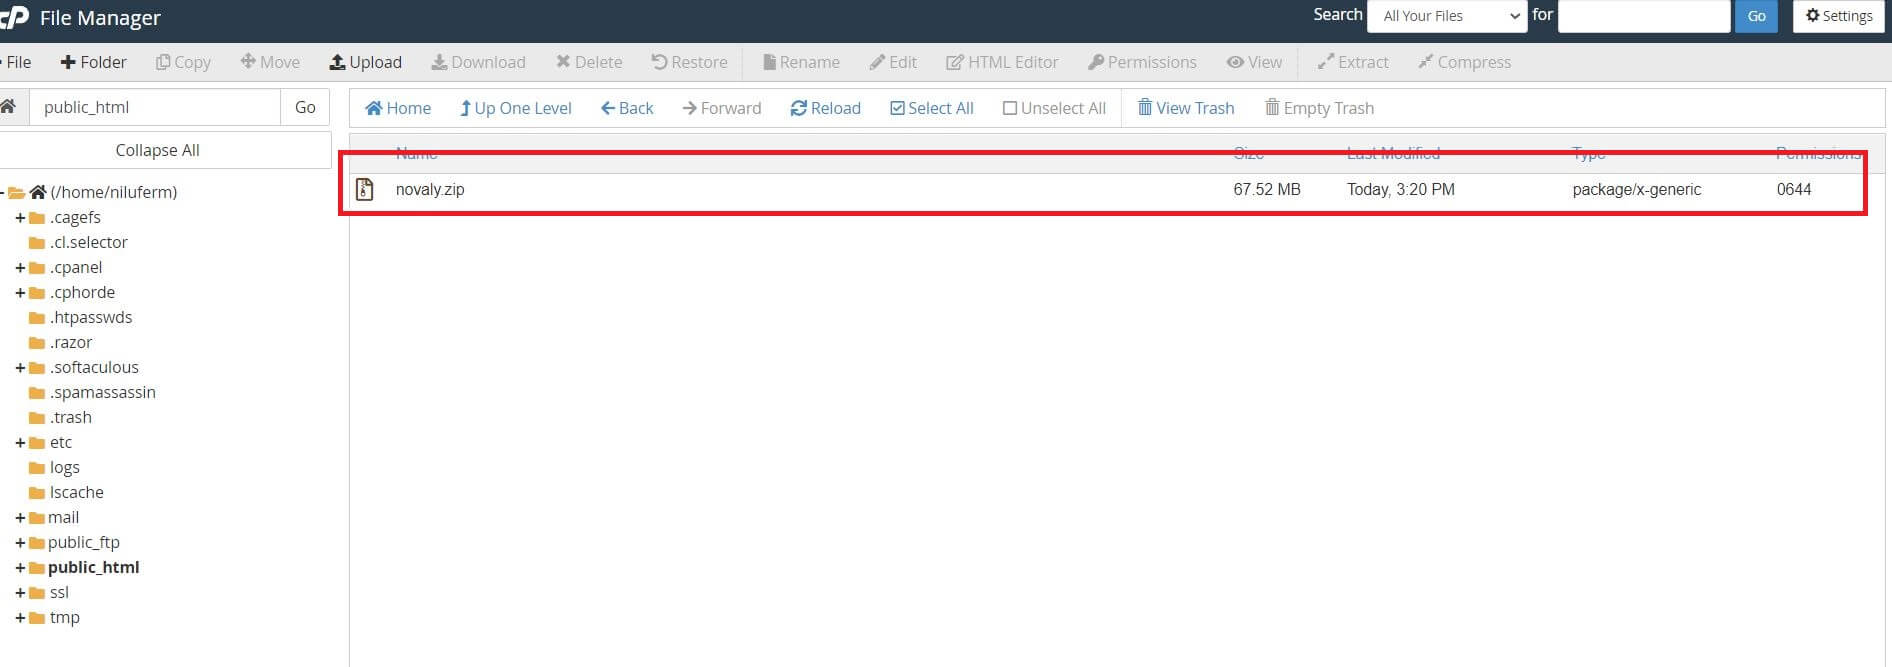 cP File Manager Search All Your Files for Go Settings
File Folder Copy Move Upload Download Delete Restore Rename Edit HTML Editor Permissions View Extract Compress
public_html Go Home Up One Level Back Forward Reload Select All Unselect All View Trash Empty Trash
Collapse All
Name Size Last Modified Type Permissions
novaly.zip 67.52 MB Today, 3:20 PM package/x-generic 0644
(/home/niluferm)
.cagefs
.cl.selector
.cpanel
.cphorde
.htpasswds
.razor
.softaculous
.spamassassin
.trash
etc
logs
lscache
mail
public_ftp
public_html
ssl
tmp